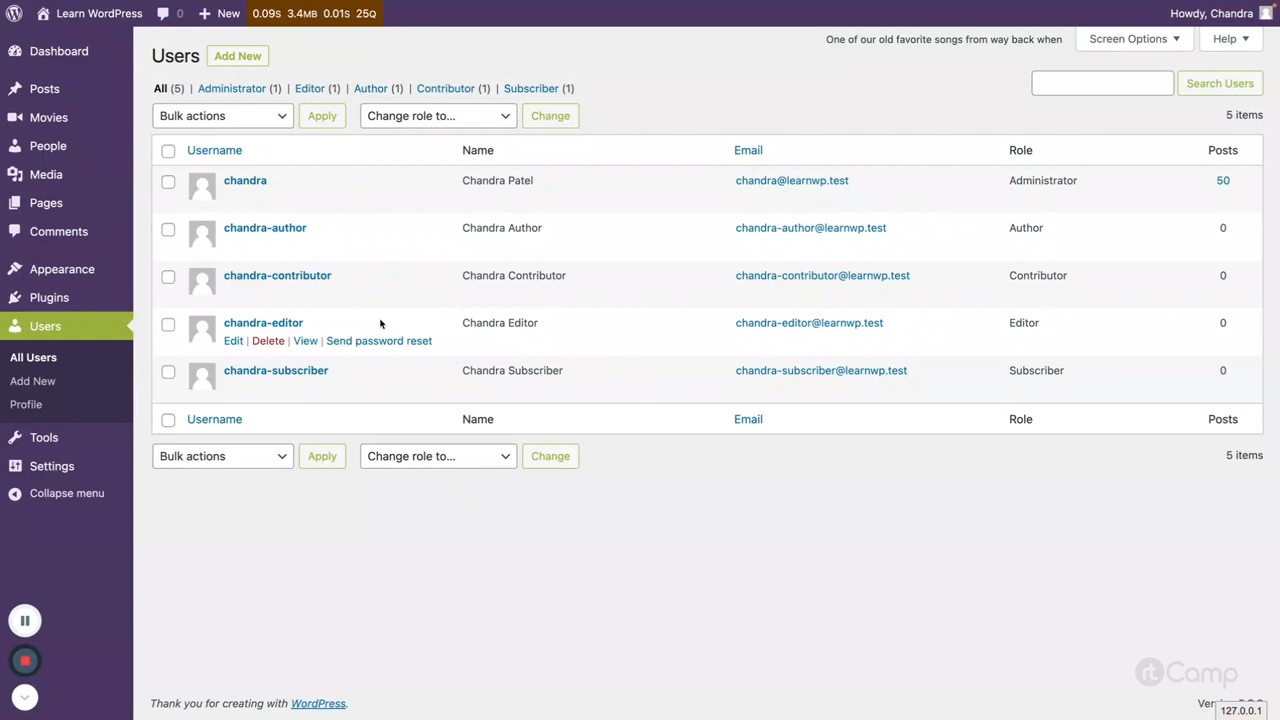 Learn WordPress 0 New 0.09s 3.4MB 0.01s 25Q Howdy, Chandra
Dashboard
Posts
Movies
People
Media
Pages
Comments
Appearance
Plugins
Users
All Users
Add New
Profile
Tools
Settings
Collapse menu
One of our old favorite songs from way back when Screen Options Help
Users Add New
All (5) | Administrator (1) | Editor (1) | Author (1) | Contributor (1) | Subscriber (1)
Search Users
Bulk actions Apply Change role to... Change 5 items
Username Name Email Role Posts
chandra Chandra Patel chandra@learnwp.test Administrator 50
chandra-author Chandra Author chandra-author@learnwp.test Author 0
chandra-contributor Chandra Contributor chandra-contributor@learnwp.test Contributor 0
chandra-editor Chandra Editor chandra-editor@learnwp.test Editor 0
Edit | Delete | View | Send password reset
chandra-subscriber Chandra Subscriber chandra-subscriber@learnwp.test Subscriber 0
Username Name Email Role Posts
Bulk actions Apply Change role to... Change 5 items
rtCamp
Thank you for creating with WordPress.
127.0.0.1